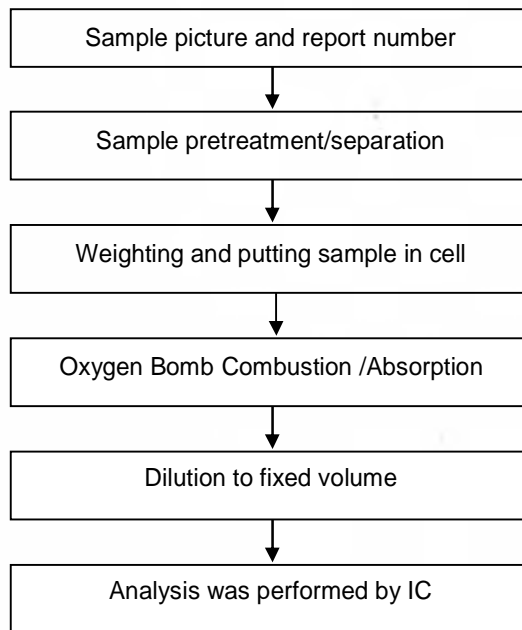 Sample picture and report number
Sample pretreatment/separation
Weighting and putting sample in cell
Oxygen Bomb Combustion /Absorption
Dilution to fixed volume
Analysis was performed by IC